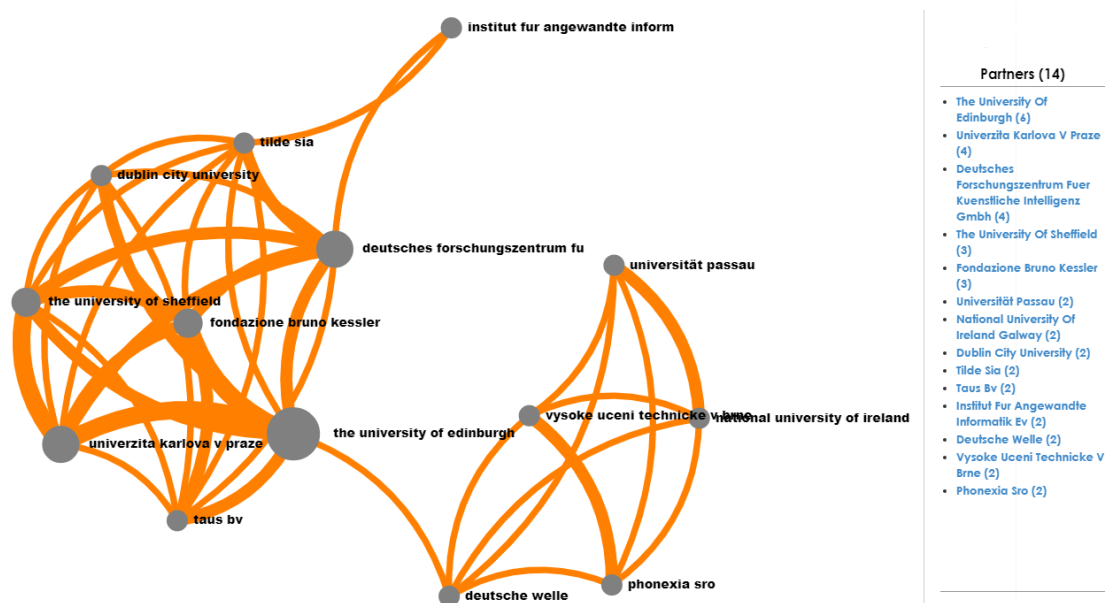 institut fur angewandte inform
tilde sia
dublin city university
deutsches forschungszentrum fu
universität passau
the university of sheffield
fondazione bruno kessler
vysoke uceni technicke v brne
national university of ireland
the university of edinburgh
univerzita karlova v praze
taus bv
phonexia sro
deutsche welle
Partners (14)
The University Of
Edinburgh (6)
Univerzita Karlova V Praze
(4)
Deutsches
Forschungszentrum Fuer
Kuenstliche Intelligenz
Gmbh (4)
The University Of Sheffield
(3)
Fondazione Bruno Kessler
(3)
Universität Passau (2)
National University Of
Ireland Galway (2)
Dublin City University (2)
Tilde Sia (2)
Taus Bv (2)
Institut Fur Angewandte
Informatik Ev (2)
Deutsche Welle (2)
Vysoke Uceni Technicke V
Brne (2)
Phonexia Sro (2)